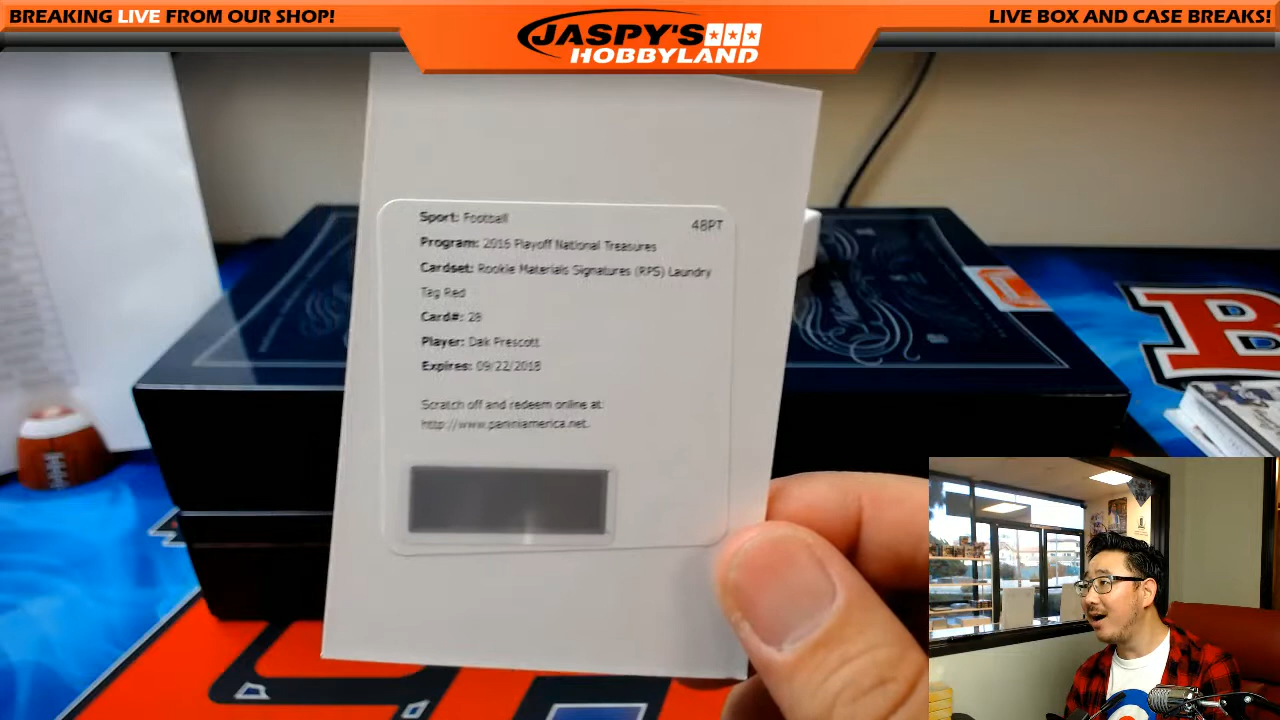 BREAKING LIVE FROM OUR SHOP!
JASPY'S
HOBBYLAND
LIVE BOX AND CASE BREAKS!
Sport: Football
48PT
Program: 2016 Playoff National Treasures
Cardset: Rookie Materials Signatures (RPS) Laundry
Tag Red
Card#: 28
Player: Dak Prescott
Expires: 09/22/2018
Scratch off and redeem online at:
http://www.paniniamerica.net.
B